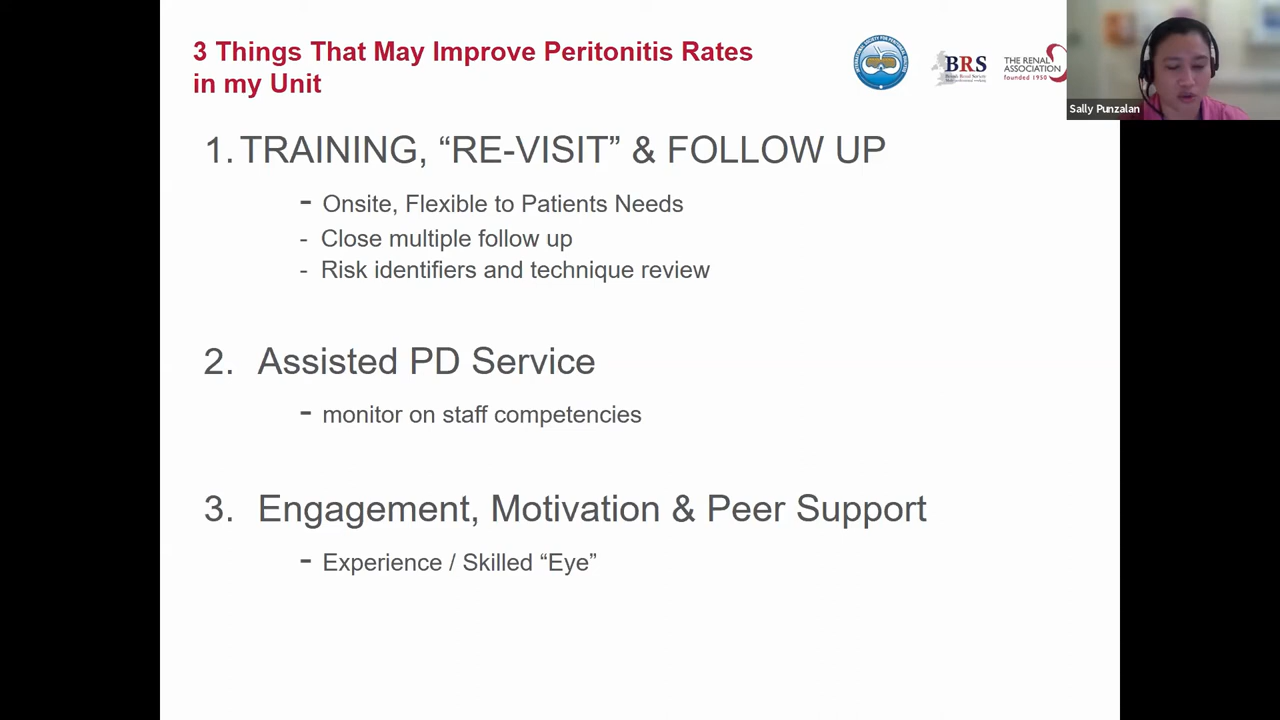 3 Things That May Improve Peritonitis Rates
in my Unit
BRS
THE RENAL
ASSOCIATION
founded 1950
Sally Punzalan
1. TRAINING, “RE-VISIT” & FOLLOW UP
- Onsite, Flexible to Patients Needs
- Close multiple follow up
- Risk identifiers and technique review
2. Assisted PD Service
- monitor on staff competencies
3. Engagement, Motivation & Peer Support
- Experience / Skilled “Eye”